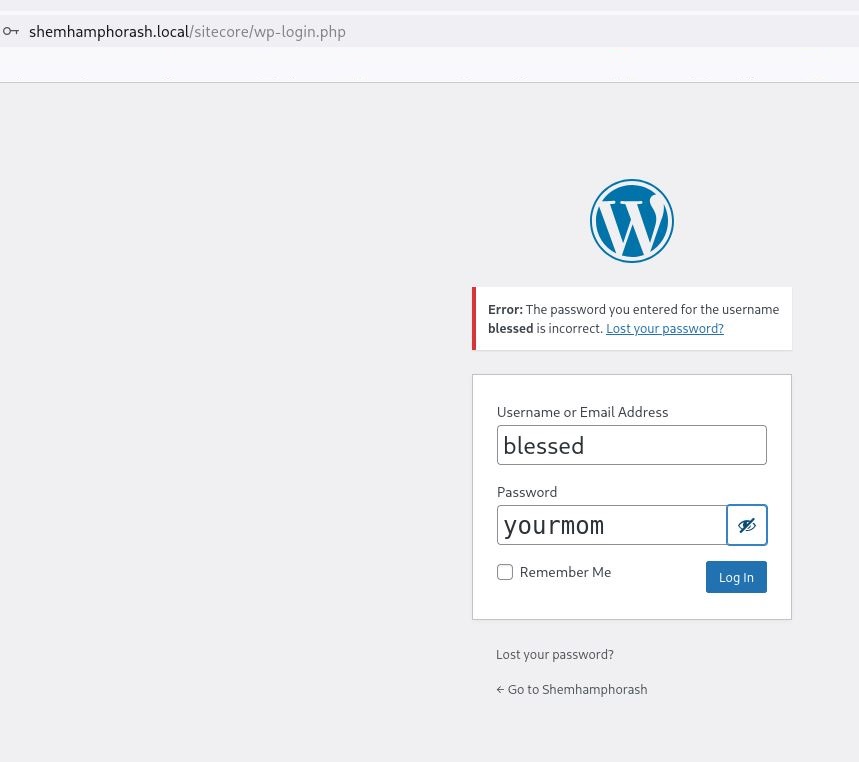 shemhamphorash.local/sitecore/wp-login.php
Error: The password you entered for the username
blessed is incorrect. Lost your password?
Username or Email Address
blessed
Password
yourmom
Remember Me
Log In
Lost your password?
← Go to Shemhamphorash